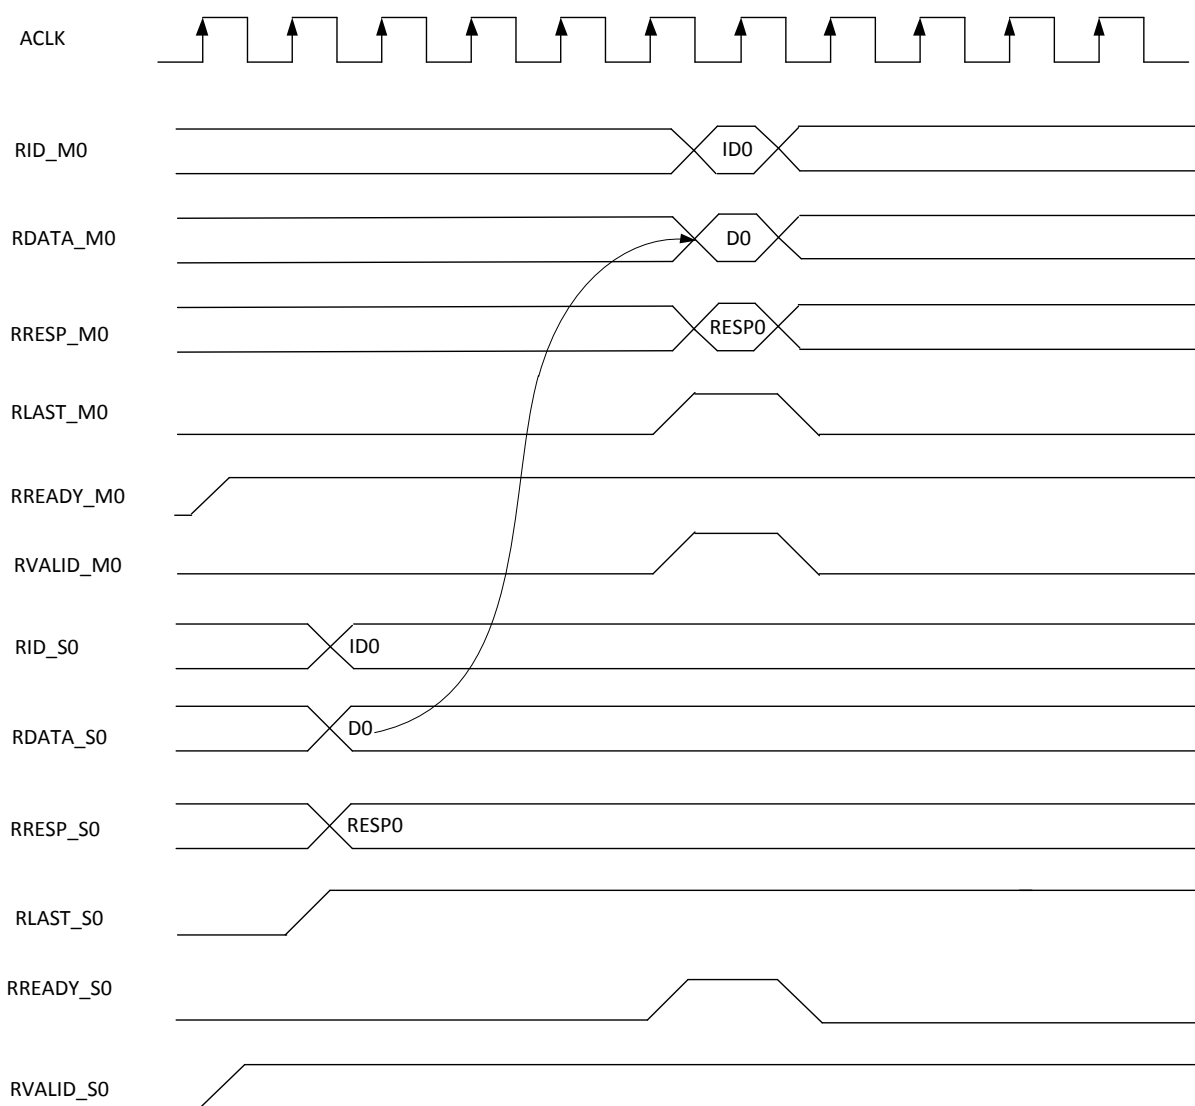 ACLK
RID_M0
ID0
RDATA_M0
D0
RRESP_M0
RESP0
RLAST_M0
RREADY_M0
RVALID_M0
RID_S0
ID0
RDATA_S0
D0
RRESP_S0
RESP0
RLAST_S0
RREADY_S0
RVALID_S0